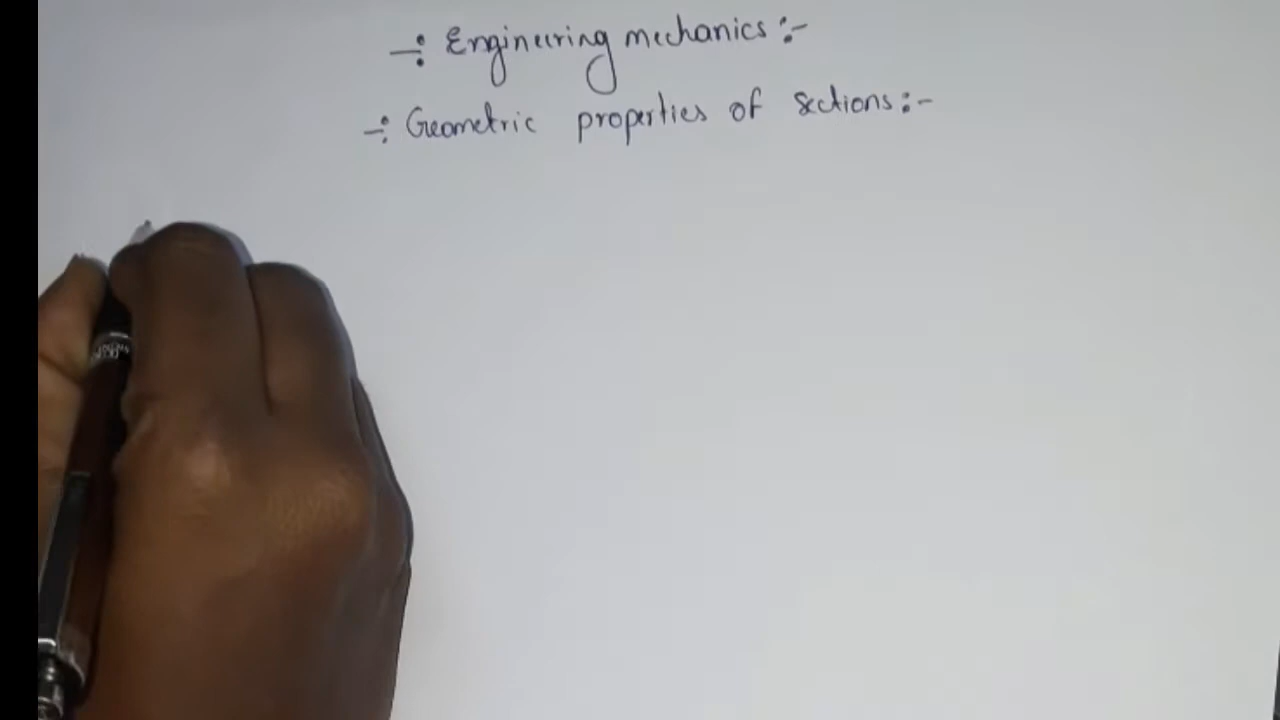 -: Engineering mechanics :-
-: Geometric properties of sections :-